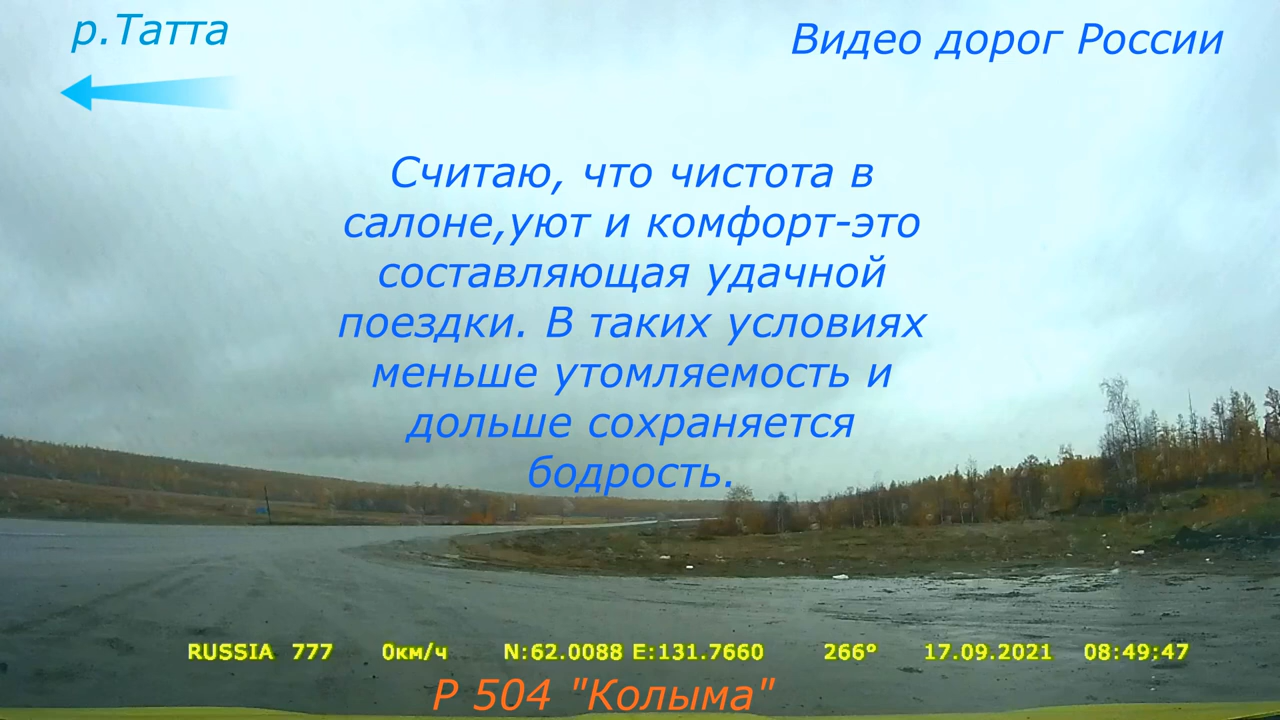 р.Татта
Видео дорог России
Считаю, что чистота в
салоне,уют и комфорт-это
составляющая удачной
поездки. В таких условиях
меньше утомляемость и
дольше сохраняется
бодрость.
RUSSIA 777 0км/ч N:62.0088 E:131.7660 266° 17.09.2021 08:49:47
Р 504 "Колыма"